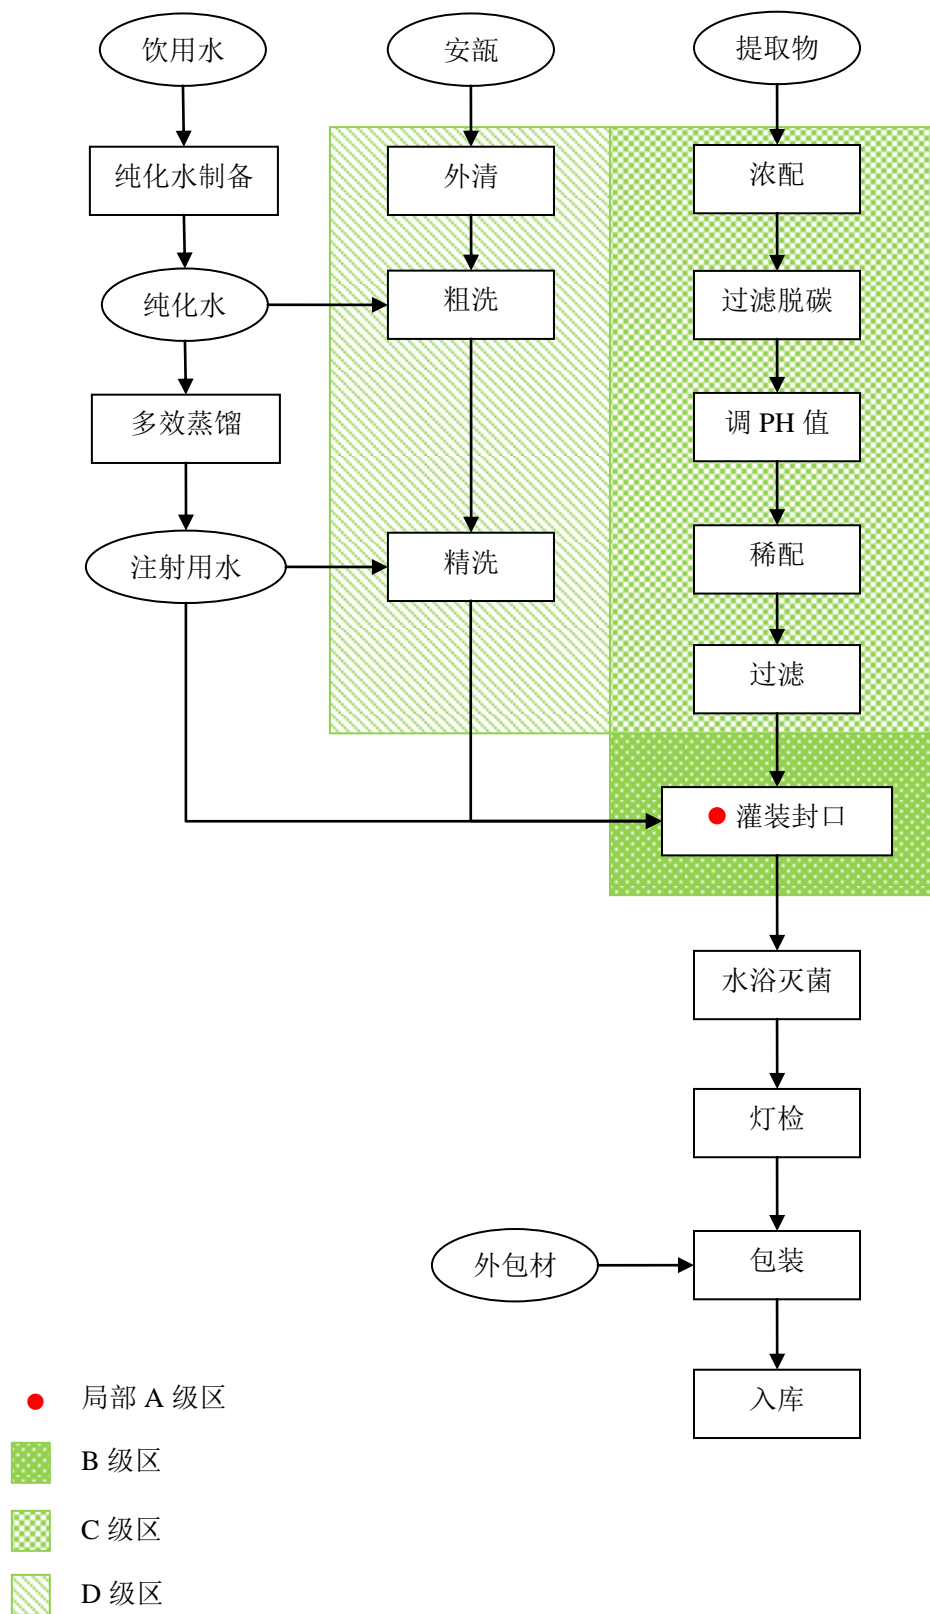 饮用水
安瓿
提取物
纯化水制备
外清
浓配
纯化水
粗洗
过滤脱碳
多效蒸馏
调 PH 值
注射用水
精洗
稀配
过滤
灌装封口
水浴灭菌
灯检
外包材
包装
入库
局部 A 级区
B 级区
C 级区
D 级区